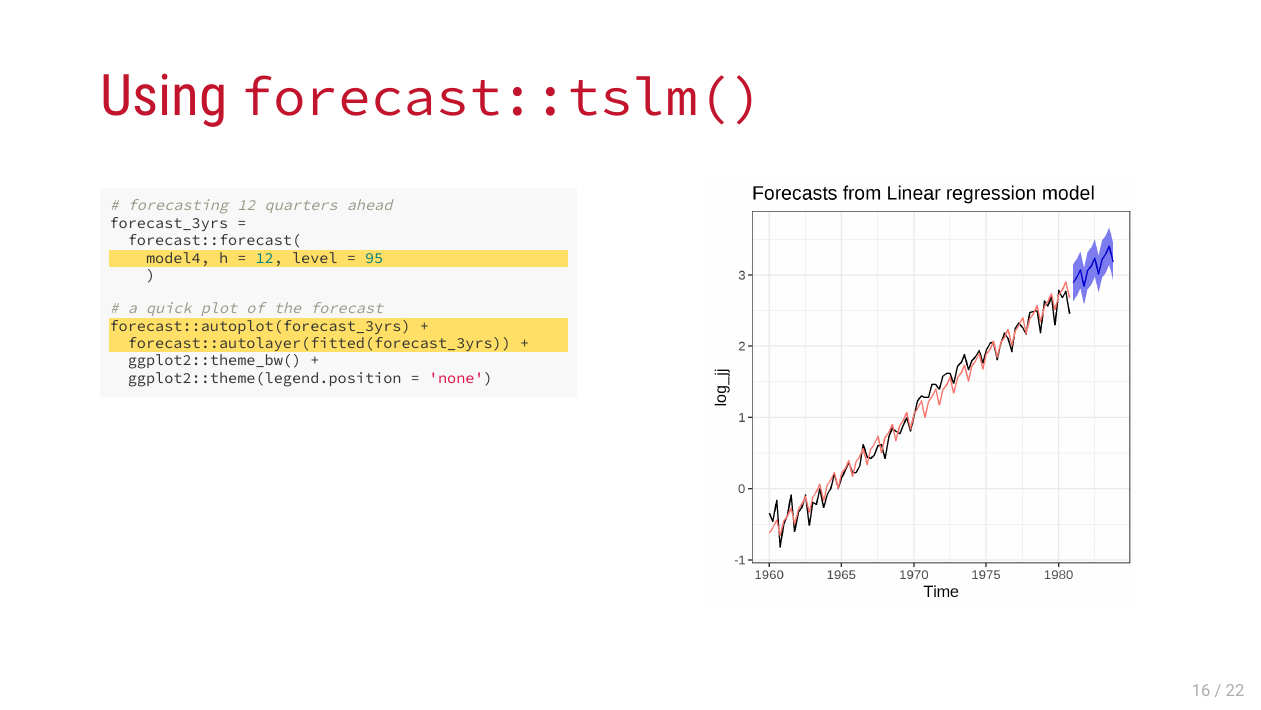 Using forecast::tslm()
# forecasting 12 quarters ahead
forecast_3yrs =
  forecast::forecast(
    model4, h = 12, level = 95
    )
# a quick plot of the forecast
forecast::autoplot(forecast_3yrs) +
  forecast::autolayer(fitted(forecast_3yrs)) +
  ggplot2::theme_bw() +
  ggplot2::theme(legend.position = 'none')
Forecasts from Linear regression model
3
2
1
0
-1
log_jj
1960 1965 1970 1975 1980
Time
16 / 22